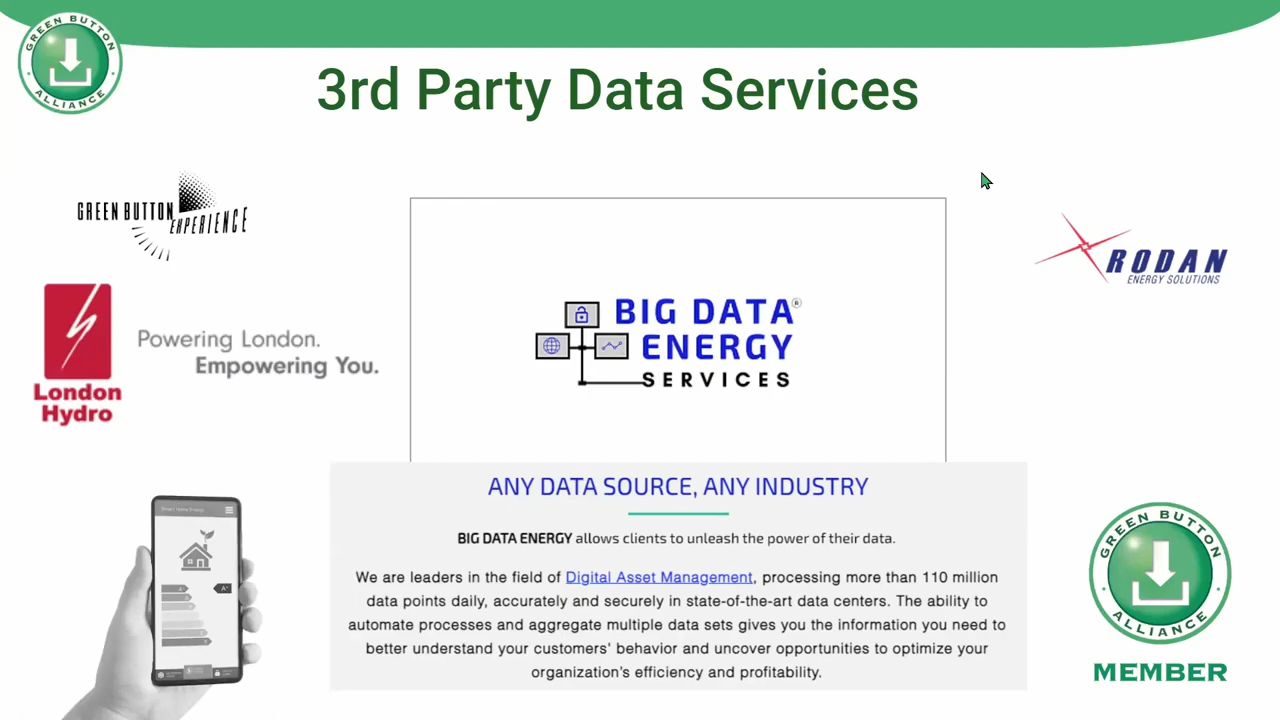 GREEN BUTTON
ALLIANCE
3rd Party Data Services
GREEN BUTTON
EXPERIENCE
London
Hydro
Powering London.
Empowering You.
RODAN
ENERGY SOLUTIONS
BIG DATA®
ENERGY
SERVICES
ANY DATA SOURCE, ANY INDUSTRY
BIG DATA ENERGY allows clients to unleash the power of their data.
We are leaders in the field of Digital Asset Management, processing more than 110 million
data points daily, accurately and securely in state-of-the-art data centers. The ability to
automate processes and aggregate multiple data sets gives you the information you need to
better understand your customers' behavior and uncover opportunities to optimize your
organization's efficiency and profitability.
Smart Home Energy
GREEN BUTTON
ALLIANCE
MEMBER